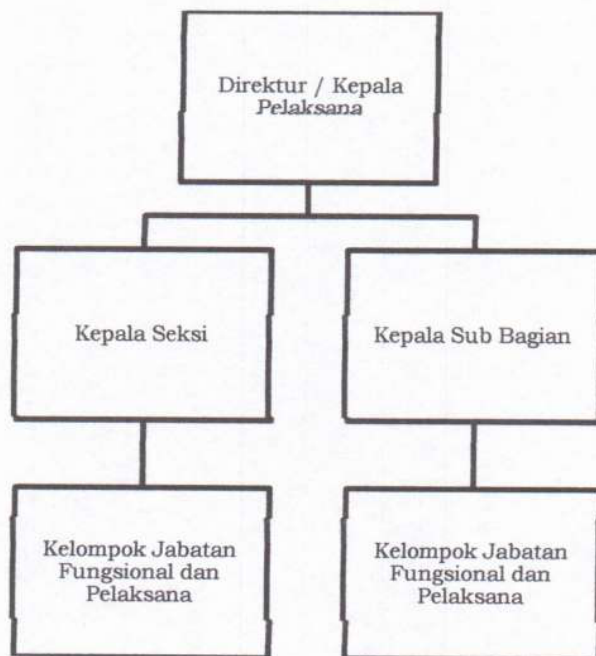 Direktur / Kepala
Pelaksana
Kepala Seksi
Kepala Sub Bagian
Kelompok Jabatan
Fungsional dan
Pelaksana
Kelompok Jabatan
Fungsional dan
Pelaksana